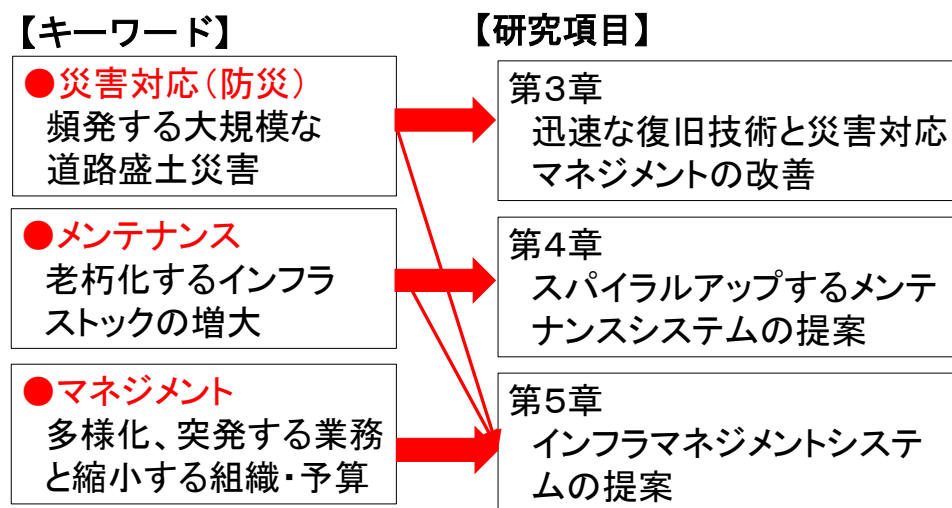 【キーワード】
●災害対応(防災)
頻発する大規模な
道路盛土災害
●メンテナンス
老朽化するインフラ
ストックの増大
●マネジメント
多様化、突発する業務
と縮小する組織・予算
【研究項目】
第3章
迅速な復旧技術と災害対応
マネジメントの改善
第4章
スパイラルアップするメンテ
ナンスシステムの提案
第5章
インフラマネジメントシステ
ムの提案